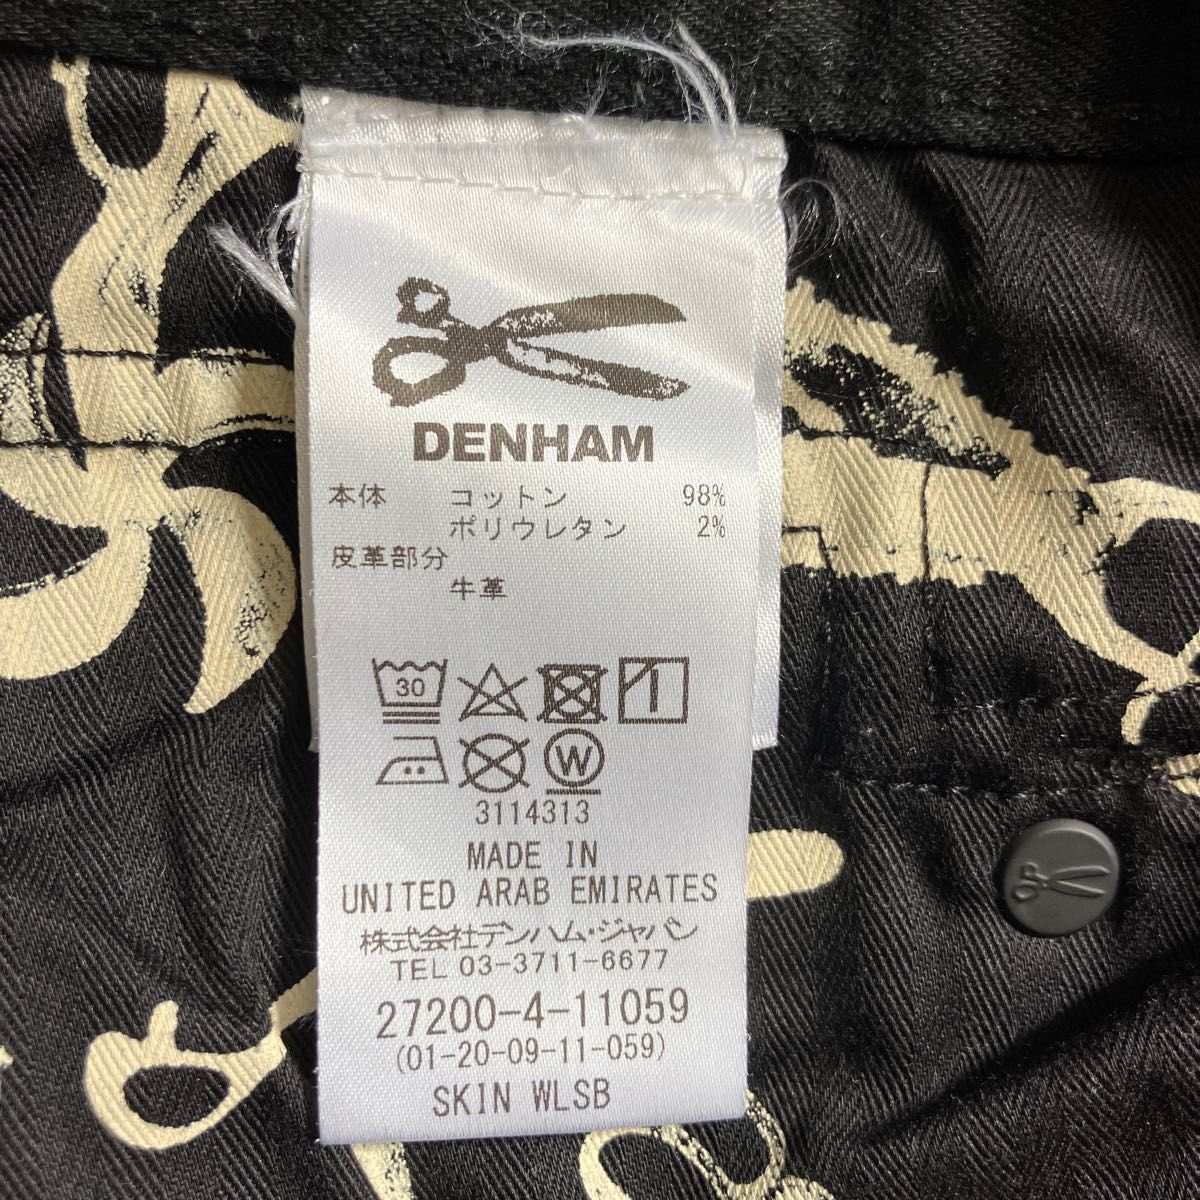 DENHAM
本体 コットン 98%
ポリウレタン 2%
皮革部分
牛革
30
W
3114313
MADE IN
UNITED ARAB EMIRATES
株式会社デンハム・ジャパン
TEL 03-3711-6677
27200-4-11059
(01-20-09-11-059)
SKIN WLSB